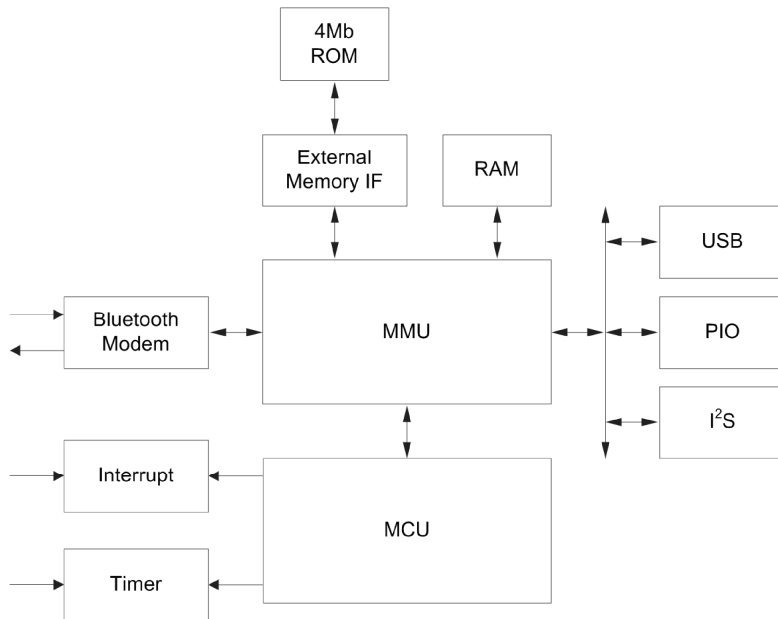 4Mb
ROM
External
Memory IF
RAM
USB
Bluetooth
Modem
MMU
PIO
I²S
Interrupt
MCU
Timer